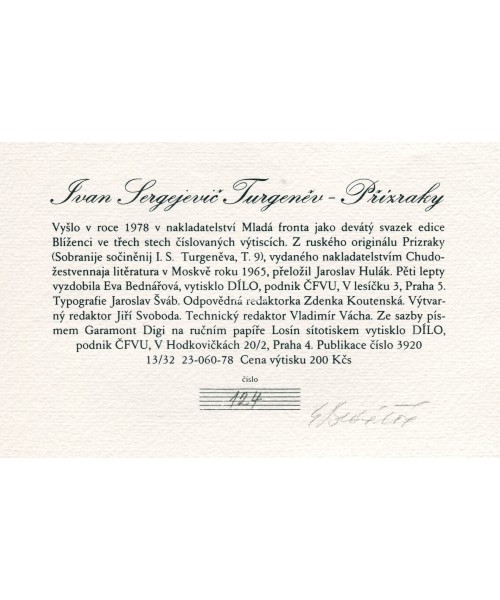 Ivan Sergejevič Turgeněv – Přízraky
Vyšlo v roce 1978 v nakladatelství Mladá fronta jako devátý svazek edice
Blíženci ve třech stech číslovaných výtiscích. Z ruského originálu Prizraky
(Sobranije sočiněnij I. S. Turgeněva, T. 9), vydaného nakladatelstvím Chudo-
žestvennaja litěratura v Moskvě roku 1965, přeložil Jaroslav Hulák. Pěti lepty
vyzdobila Eva Bednářová, vytisklo DÍLO, podnik ČFVU, V lesíčku 3, Praha 5.
Typografie Jaroslav Šváb. Odpovědná redaktorka Zdenka Koutenská. Výtvar-
ný redaktor Jiří Svoboda. Technický redaktor Vladimír Vácha. Ze sazby pís-
mem Garamont Digi na ručním papíře Losín sítotiskem vytisklo DÍLO,
podnik ČFVU, V Hodkovičkách 20/2, Praha 4. Publikace číslo 3920
13/32 23-060-78 Cena výtisku 200 Kčs
číslo
124